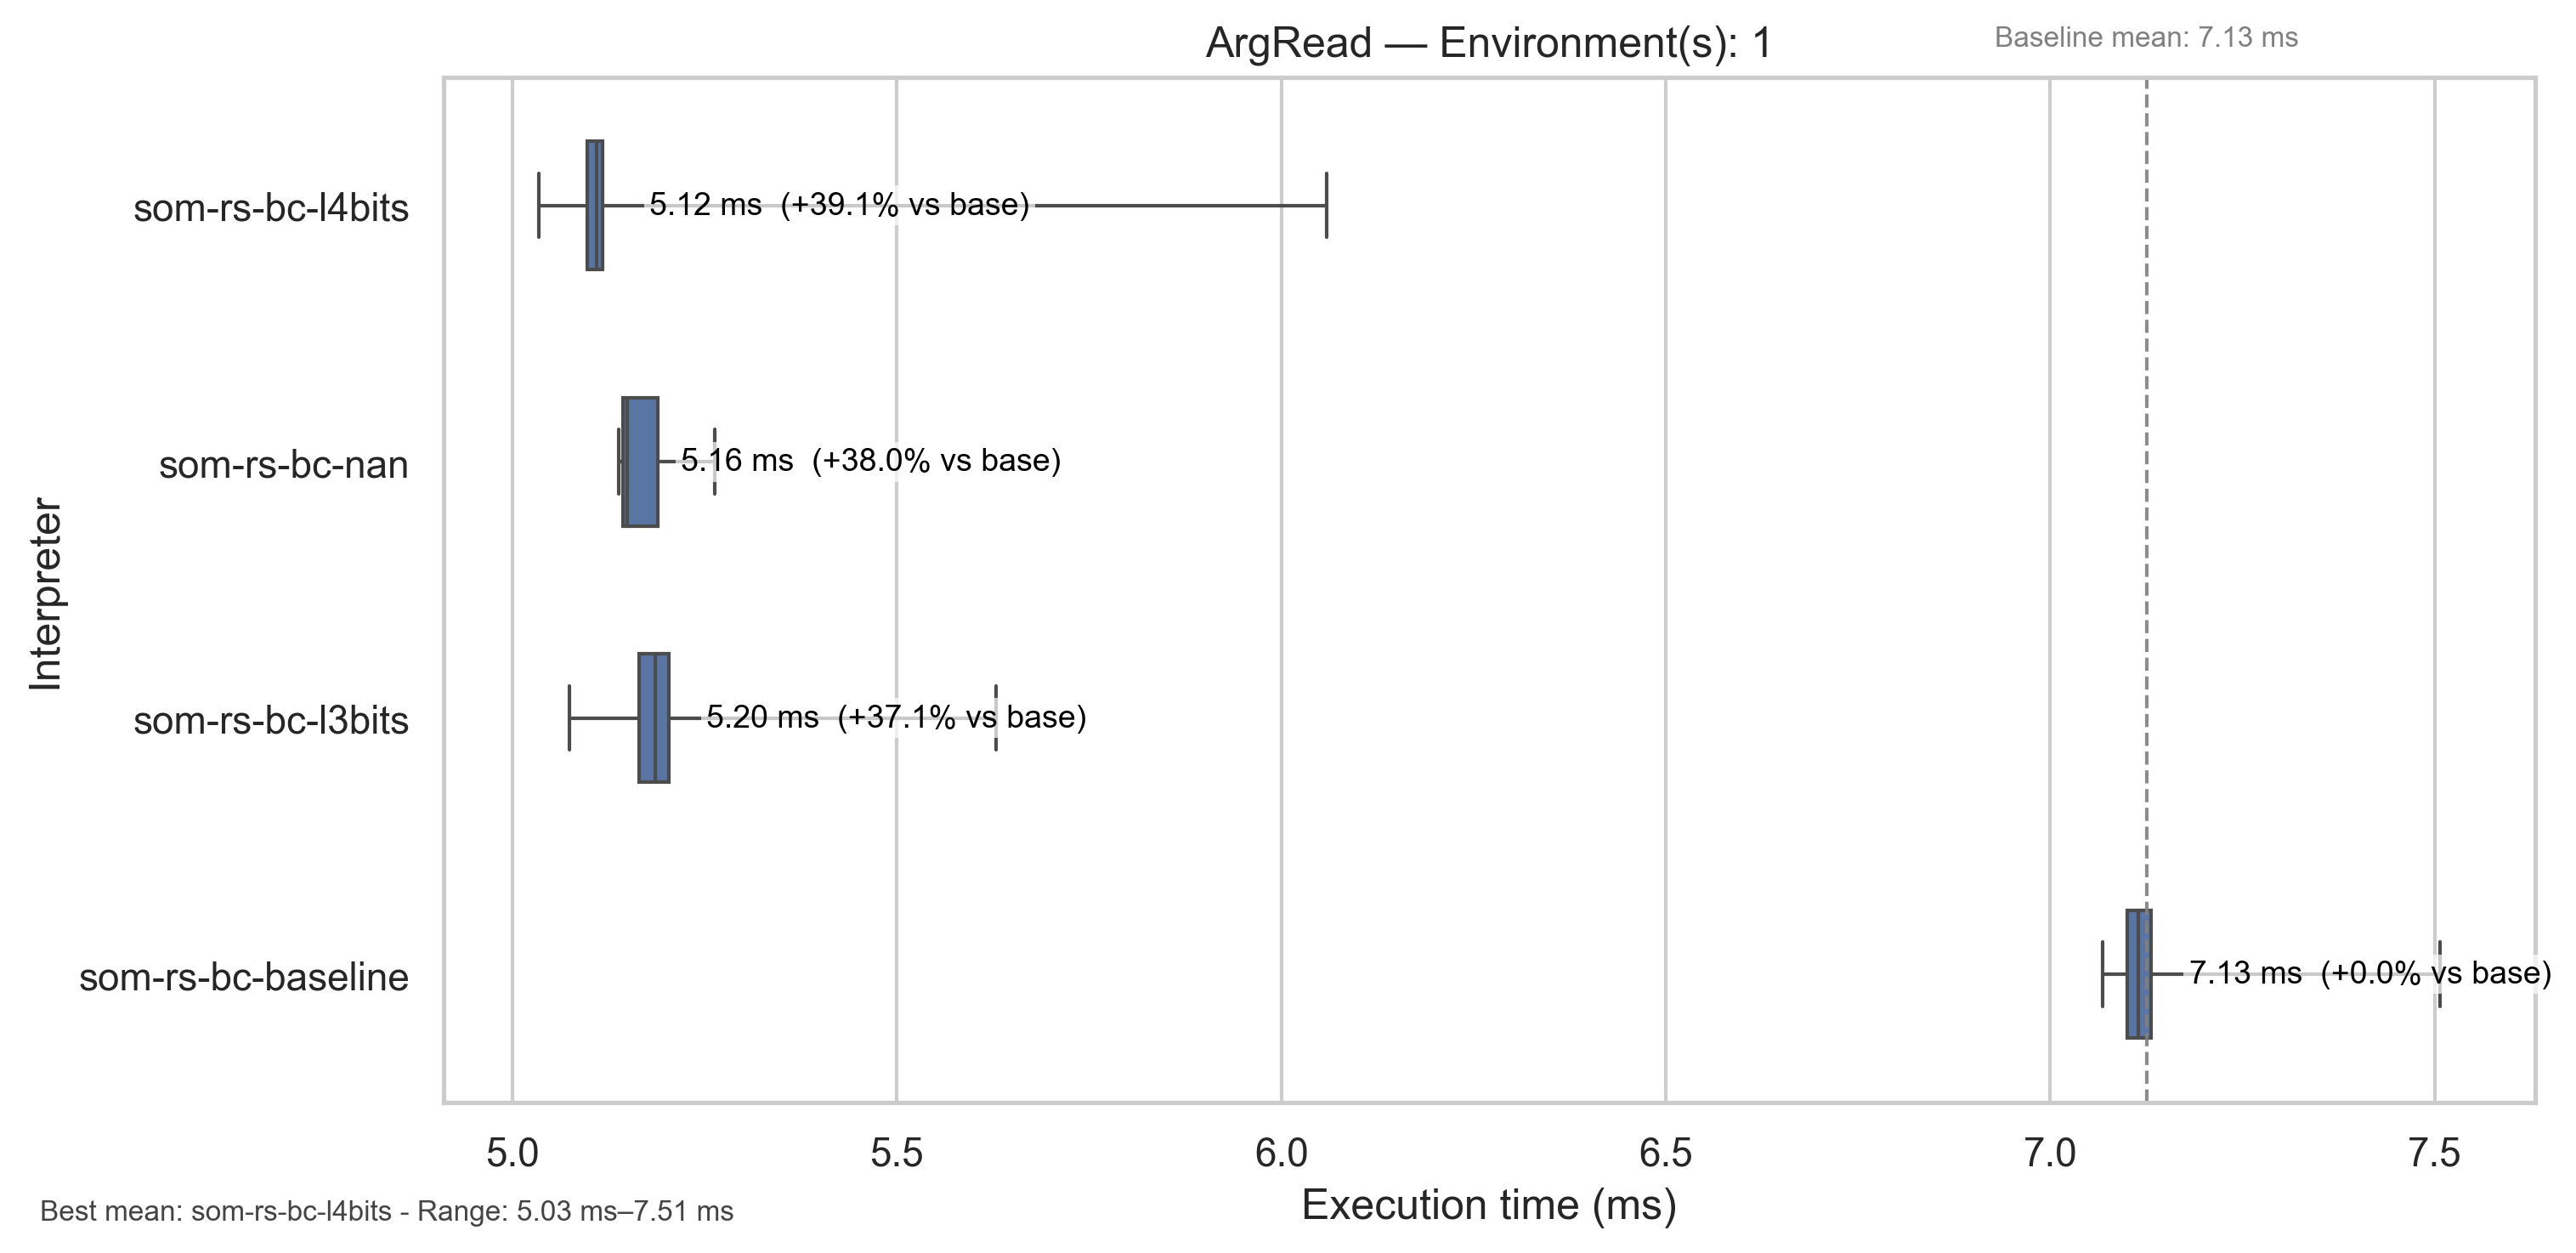 ArgRead — Environment(s): 1
Baseline mean: 7.13 ms
Interpreter
som-rs-bc-l4bits
5.12 ms  (+39.1% vs base)
som-rs-bc-nan
5.16 ms  (+38.0% vs base)
som-rs-bc-l3bits
5.20 ms  (+37.1% vs base)
som-rs-bc-baseline
7.13 ms  (+0.0% vs base)
5.0 5.5 6.0 6.5 7.0 7.5
Execution time (ms)
Best mean: som-rs-bc-l4bits - Range: 5.03 ms–7.51 ms